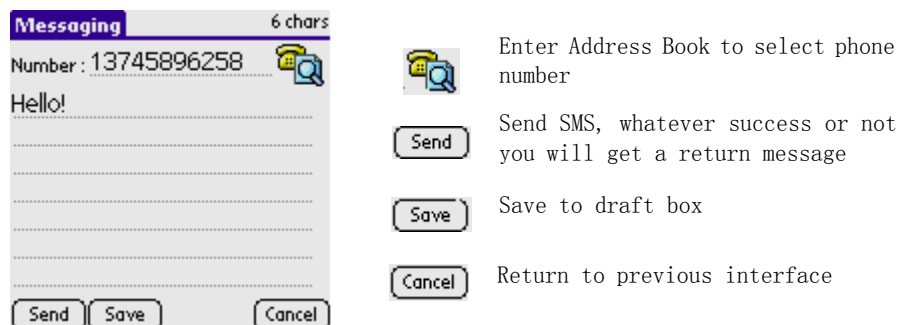 Messaging 6 chars
Number : 13745896258
Hello!
Send Save Cancel
Enter Address Book to select phone
number
Send Send SMS, whatever success or not
you will get a return message
Save Save to draft box
Cancel Return to previous interface